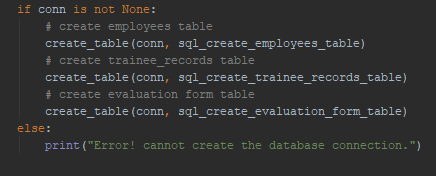 if conn is not None:
    # create employees table
    create_table(conn, sql_create_employees_table)
    # create trainee_records table
    create_table(conn, sql_create_trainee_records_table)
    # create evaluation form table
    create_table(conn, sql_create_evaluation_form_table)
else:
    print("Error! cannot create the database connection.")